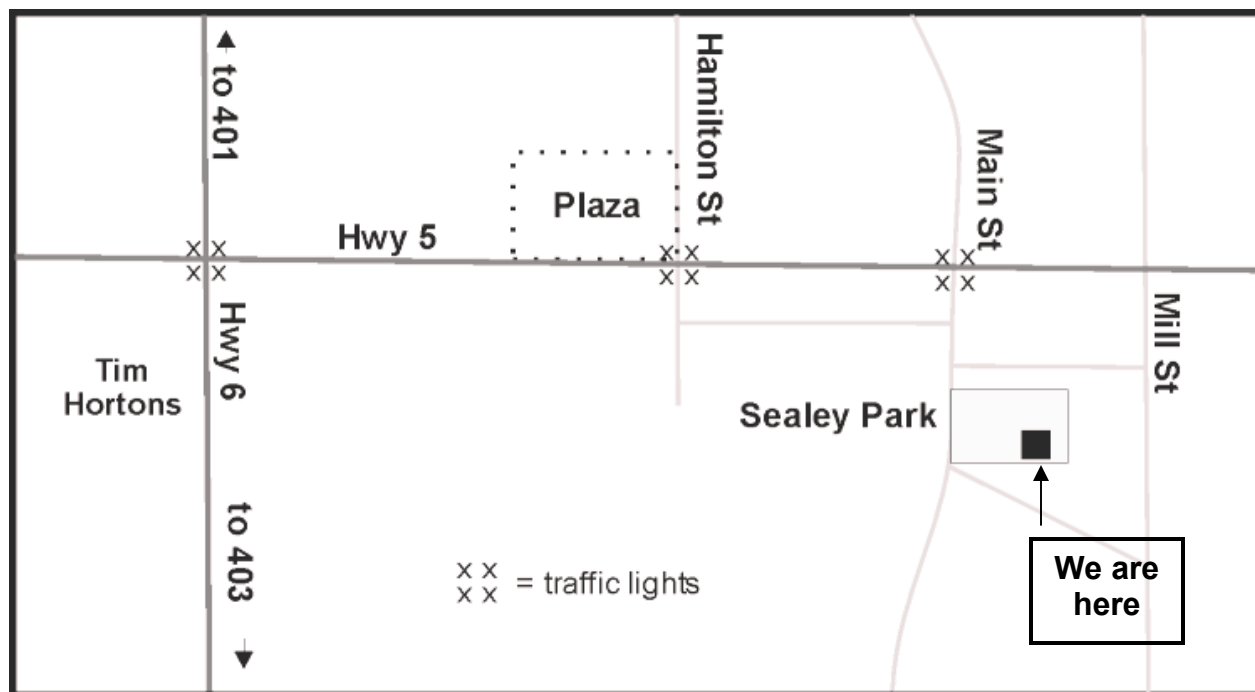 to 401
Hamilton St
Main St
Plaza
Hwy 5
x x
x x
x x
x x
x x
x x
Hwy 6
Mill St
Tim
Hortons
Sealey Park
to 403
x x
x x = traffic lights
We are
here